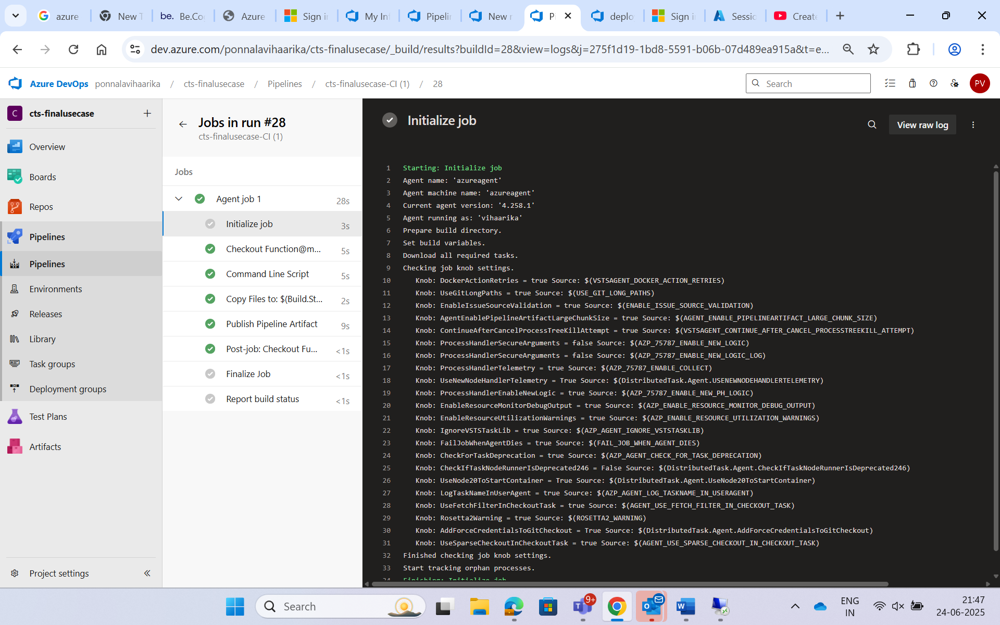 azure
New T
be. Be.Co
Azure
Sign i
My Inf
Pipelin
New r
Pi
deplo
Sign i
Sessic
Create
dev.azure.com/ponnalavihaarika/cts-finalusecase/_build/results?buildId=28&view=logs&j=275f1d19-1bd8-5591-b06b-07d489ea915a&t=e...
Azure DevOps ponnalavihaarika / cts-finalusecase / Pipelines / cts-finalusecase-CI (1) / 28
Search
PV
C cts-finalusecase
Overview
Boards
Repos
Pipelines
Pipelines
Environments
Releases
Library
Task groups
Deployment groups
Test Plans
Artifacts
Project settings
Jobs in run #28
cts-finalusecase-CI (1)
Jobs
Agent job 1 28s
Initialize job 3s
Checkout Function@m... 5s
Command Line Script 5s
Copy Files to: $(Build.St... 2s
Publish Pipeline Artifact 9s
Post-job: Checkout Fu... <1s
Finalize Job <1s
Report build status <1s
Initialize job
View raw log
1 Starting: Initialize job
2 Agent name: 'azureagent'
3 Agent machine name: 'azureagent'
4 Current agent version: '4.258.1'
5 Agent running as: 'vihaarika'
6 Prepare build directory.
7 Set build variables.
8 Download all required tasks.
9 Checking job knob settings.
10 Knob: DockerActionRetries = true Source: $(VSTSAGENT_DOCKER_ACTION_RETRIES)
11 Knob: UseGitLongPaths = true Source: $(USE_GIT_LONG_PATHS)
12 Knob: EnableIssueSourceValidation = true Source: $(ENABLE_ISSUE_SOURCE_VALIDATION)
13 Knob: AgentEnablePipelineArtifactLargeChunkSize = true Source: $(AGENT_ENABLE_PIPELINEARTIFACT_LARGE_CHUNK_SIZE)
14 Knob: ContinueAfterCancelProcessTreeKillAttempt = true Source: $(VSTSAGENT_CONTINUE_AFTER_CANCEL_PROCESSTREEKILL_ATTEMPT)
15 Knob: ProcessHandlerSecureArguments = false Source: $(AZP_75787_ENABLE_NEW_LOGIC)
16 Knob: ProcessHandlerSecureArguments = false Source: $(AZP_75787_ENABLE_NEW_LOGIC_LOG)
17 Knob: ProcessHandlerTelemetry = true Source: $(AZP_75787_ENABLE_COLLECT)
18 Knob: UseNewNodeHandlerTelemetry = True Source: $(DistributedTask.Agent.USENEWNODEHANDLERTELEMETRY)
19 Knob: ProcessHandlerEnableNewLogic = true Source: $(AZP_75787_ENABLE_NEW_PH_LOGIC)
20 Knob: EnableResourceMonitorDebugOutput = true Source: $(AZP_ENABLE_RESOURCE_MONITOR_DEBUG_OUTPUT)
21 Knob: EnableResourceUtilizationWarnings = true Source: $(AZP_ENABLE_RESOURCE_UTILIZATION_WARNINGS)
22 Knob: IgnoreVSTSTaskLib = true Source: $(AZP_AGENT_IGNORE_VSTSTASKLIB)
23 Knob: FailJobWhenAgentDies = true Source: $(FAIL_JOB_WHEN_AGENT_DIES)
24 Knob: CheckForTaskDeprecation = true Source: $(AZP_AGENT_CHECK_FOR_TASK_DEPRECATION)
25 Knob: CheckIfTaskNodeRunnerIsDeprecated246 = False Source: $(DistributedTask.Agent.CheckIfTaskNodeRunnerIsDeprecated246)
26 Knob: UseNode20ToStartContainer = True Source: $(DistributedTask.Agent.UseNode20ToStartContainer)
27 Knob: LogTaskNameInUserAgent = true Source: $(AZP_AGENT_LOG_TASKNAME_IN_USERAGENT)
28 Knob: UseFetchFilterInCheckoutTask = true Source: $(AGENT_USE_FETCH_FILTER_IN_CHECKOUT_TASK)
29 Knob: Rosetta2Warning = true Source: $(ROSETTA2_WARNING)
30 Knob: AddForceCredentialsToGitCheckout = True Source: $(DistributedTask.Agent.AddForceCredentialsToGitCheckout)
31 Knob: UseSparseCheckoutInCheckoutTask = true Source: $(AGENT_USE_SPARSE_CHECKOUT_IN_CHECKOUT_TASK)
32 Finished checking job knob settings.
33 Start tracking orphan processes.
34 Finishing: Initialize job
Search
9+
ENG
IN
21:47
24-06-2025